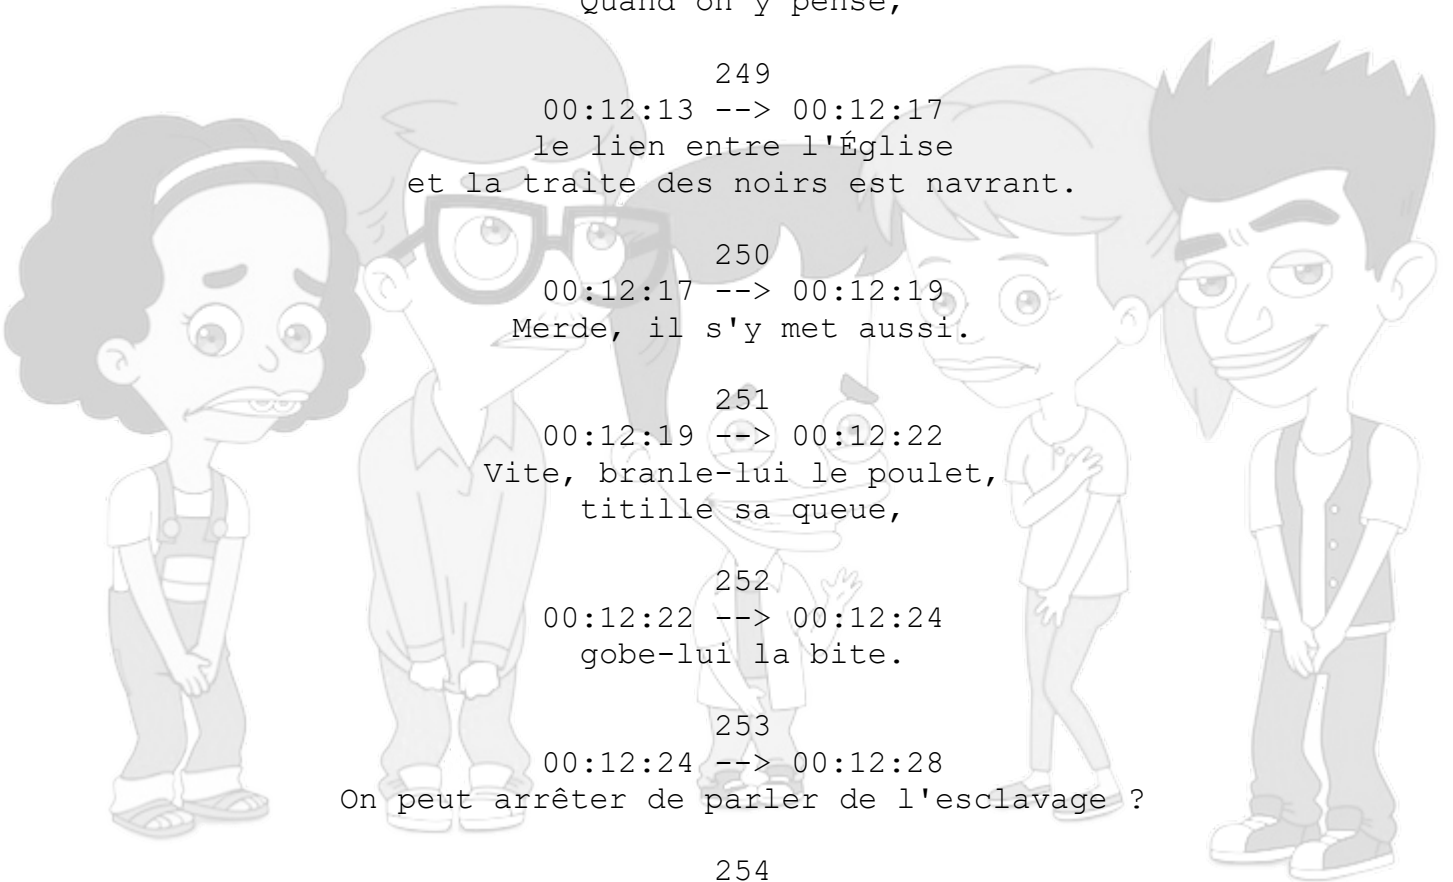 Quand on y pense,
249
00:12:13 --> 00:12:17
le lien entre l'Église
et la traite des noirs est navrant.
250
00:12:17 --> 00:12:19
Merde, il s'y met aussi.
251
00:12:19 --> 00:12:22
Vite, branle-lui le poulet,
titille sa queue,
252
00:12:22 --> 00:12:24
gobe-lui la bite.
253
00:12:24 --> 00:12:28
On peut arrêter de parler de l'esclavage ?
254